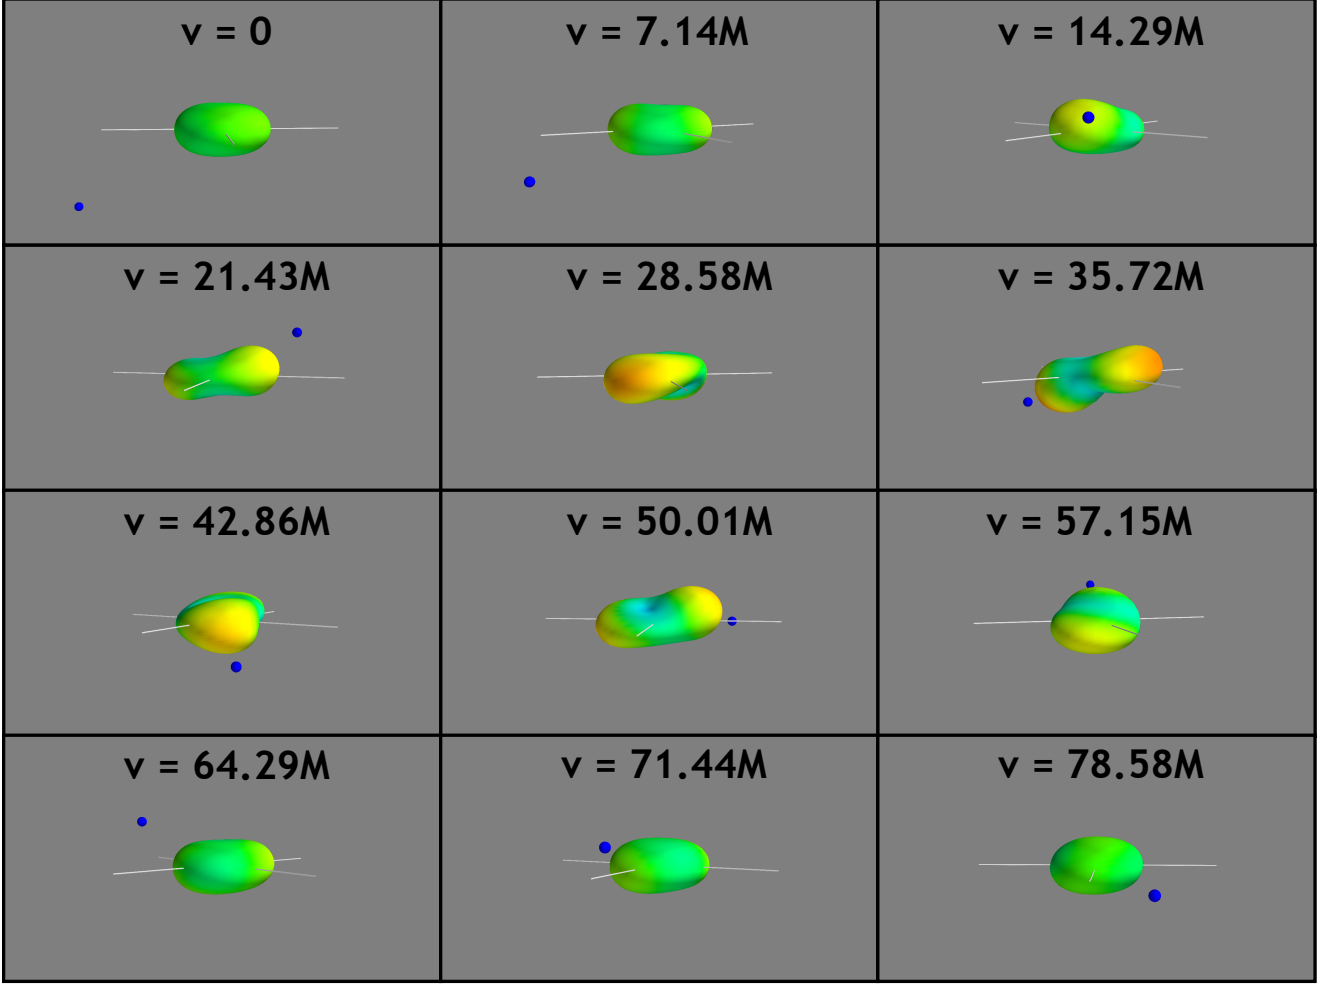 v = 0
v = 7.14M
v = 14.29M
v = 21.43M
v = 28.58M
v = 35.72M
v = 42.86M
v = 50.01M
v = 57.15M
v = 64.29M
v = 71.44M
v = 78.58M